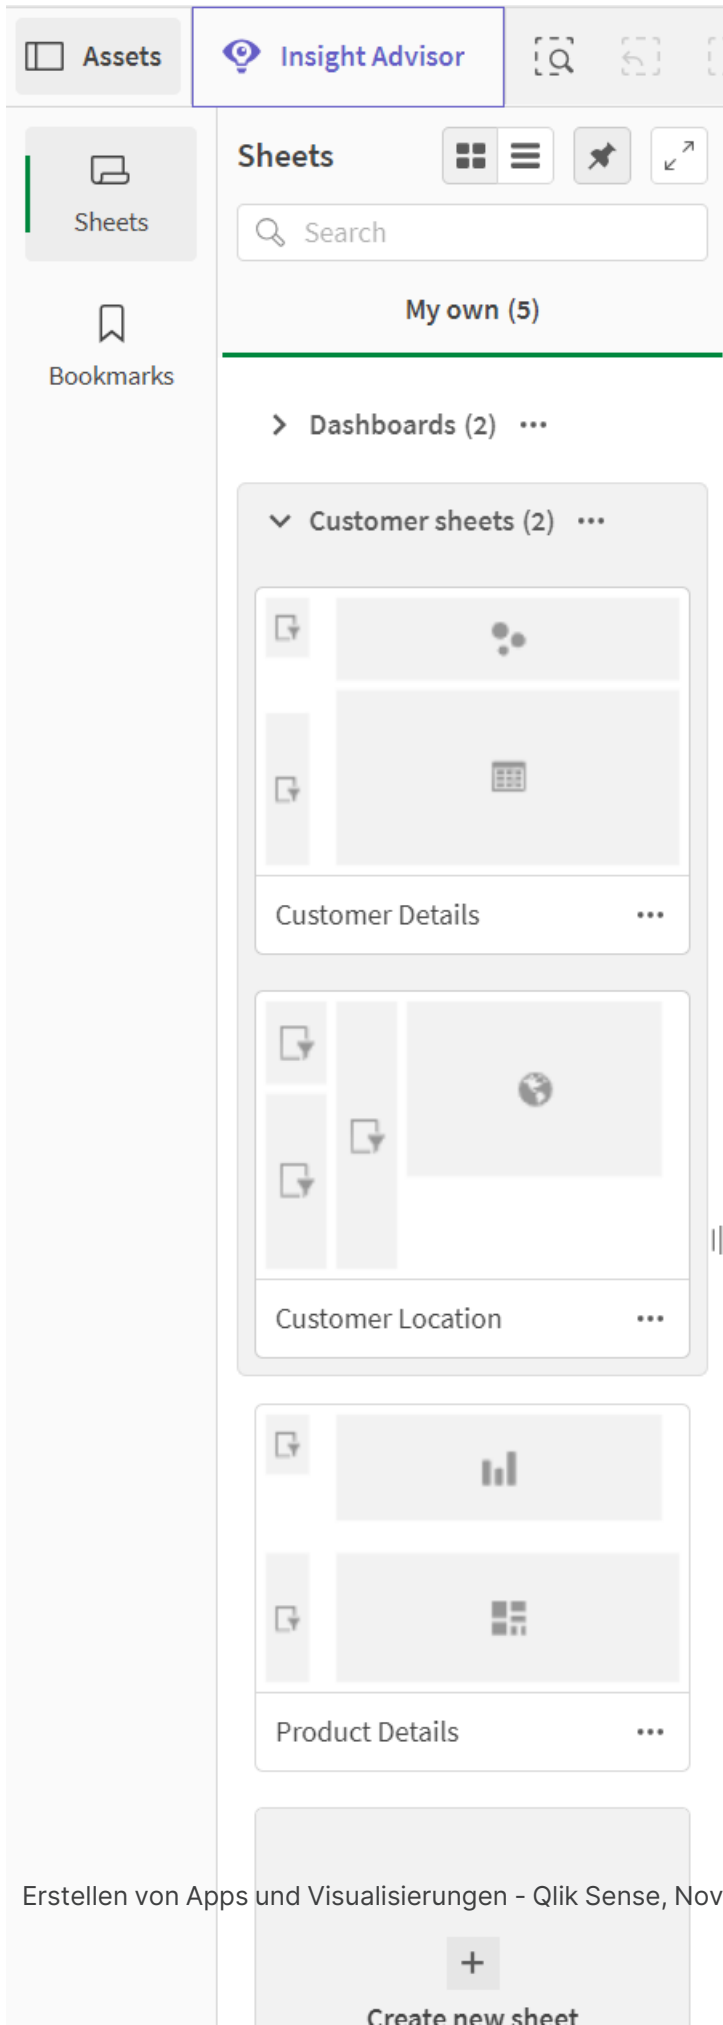 Assets
Insight Advisor
Sheets
Sheets
Search
Bookmarks
My own (5)
Dashboards (2)
Customer sheets (2)
Customer Details
Customer Location
Product Details
Erstellen von Apps und Visualisierungen - Qlik Sense, Nov
Create new sheet